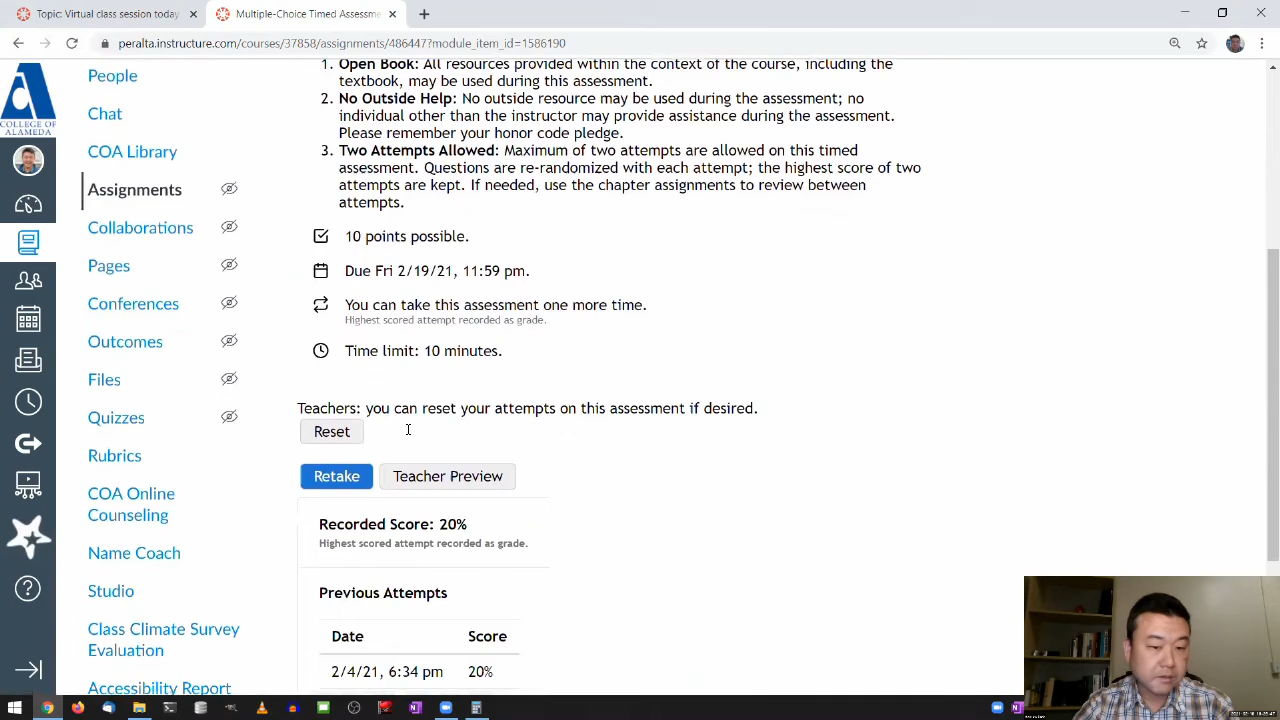 Topic: Virtual class session today
Multiple-Choice Timed Assessme
peralta.instructure.com/courses/37858/assignments/486447?module_item_id=1586190
COLLEGE OF
ALAMEDA
People
Chat
COA Library
Assignments
Collaborations
Pages
Conferences
Outcomes
Files
Quizzes
Rubrics
COA Online
Counseling
Name Coach
Studio
Class Climate Survey
Evaluation
Accessibility Report
1. Open Book: All resources provided within the context of the course, including the
textbook, may be used during this assessment.
2. No Outside Help: No outside resource may be used during the assessment; no
individual other than the instructor may provide assistance during the assessment.
Please remember your honor code pledge.
3. Two Attempts Allowed: Maximum of two attempts are allowed on this timed
assessment. Questions are re-randomized with each attempt; the highest score of two
attempts are kept. If needed, use the chapter assignments to review between
attempts.
10 points possible.
Due Fri 2/19/21, 11:59 pm.
You can take this assessment one more time.
Highest scored attempt recorded as grade.
Time limit: 10 minutes.
Teachers: you can reset your attempts on this assessment if desired.
Reset
Retake
Teacher Preview
Recorded Score: 20%
Highest scored attempt recorded as grade.
Previous Attempts
Date Score
2/4/21, 6:34 pm 20%